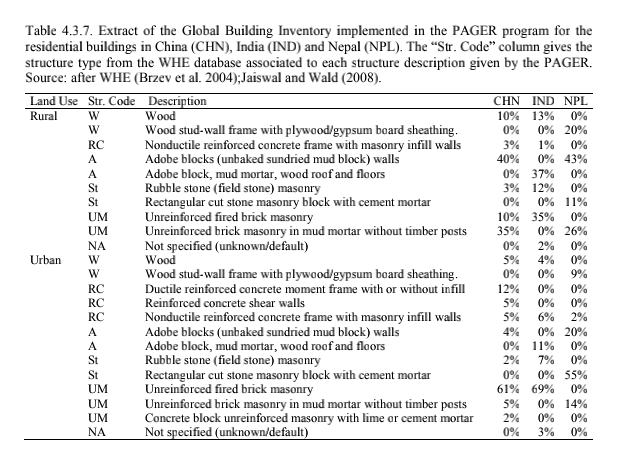 Table 4.3.7. Extract of the Global Building Inventory implemented in the PAGER program for the
residential buildings in China (CHN), India (IND) and Nepal (NPL). The “Str. Code” column gives the
structure type from the WHE database associated to each structure description given by the PAGER.
Source: after WHE (Brzev et al. 2004);Jaiswal and Wald (2008).
Land Use Str. Code Description CHN IND NPL
Rural W Wood 10% 13% 0%
W Wood stud-wall frame with plywood/gypsum board sheathing. 0% 0% 20%
RC Nonductile reinforced concrete frame with masonry infill walls 3% 1% 0%
A Adobe blocks (unbaked sundried mud block) walls 40% 0% 43%
A Adobe block, mud mortar, wood roof and floors 0% 37% 0%
St Rubble stone (field stone) masonry 3% 12% 0%
St Rectangular cut stone masonry block with cement mortar 0% 0% 11%
UM Unreinforced fired brick masonry 10% 35% 0%
UM Unreinforced brick masonry in mud mortar without timber posts 35% 0% 26%
NA Not specified (unknown/default) 0% 2% 0%
Urban W Wood 5% 4% 0%
W Wood stud-wall frame with plywood/gypsum board sheathing. 0% 0% 9%
RC Ductile reinforced concrete moment frame with or without infill 12% 0% 0%
RC Reinforced concrete shear walls 5% 0% 0%
RC Nonductile reinforced concrete frame with masonry infill walls 5% 6% 2%
A Adobe blocks (unbaked sundried mud block) walls 4% 0% 20%
A Adobe block, mud mortar, wood roof and floors 0% 11% 0%
St Rubble stone (field stone) masonry 2% 7% 0%
St Rectangular cut stone masonry block with cement mortar 0% 0% 55%
UM Unreinforced fired brick masonry 61% 69% 0%
UM Unreinforced brick masonry in mud mortar without timber posts 5% 0% 14%
UM Concrete block unreinforced masonry with lime or cement mortar 2% 0% 0%
NA Not specified (unknown/default) 0% 3% 0%